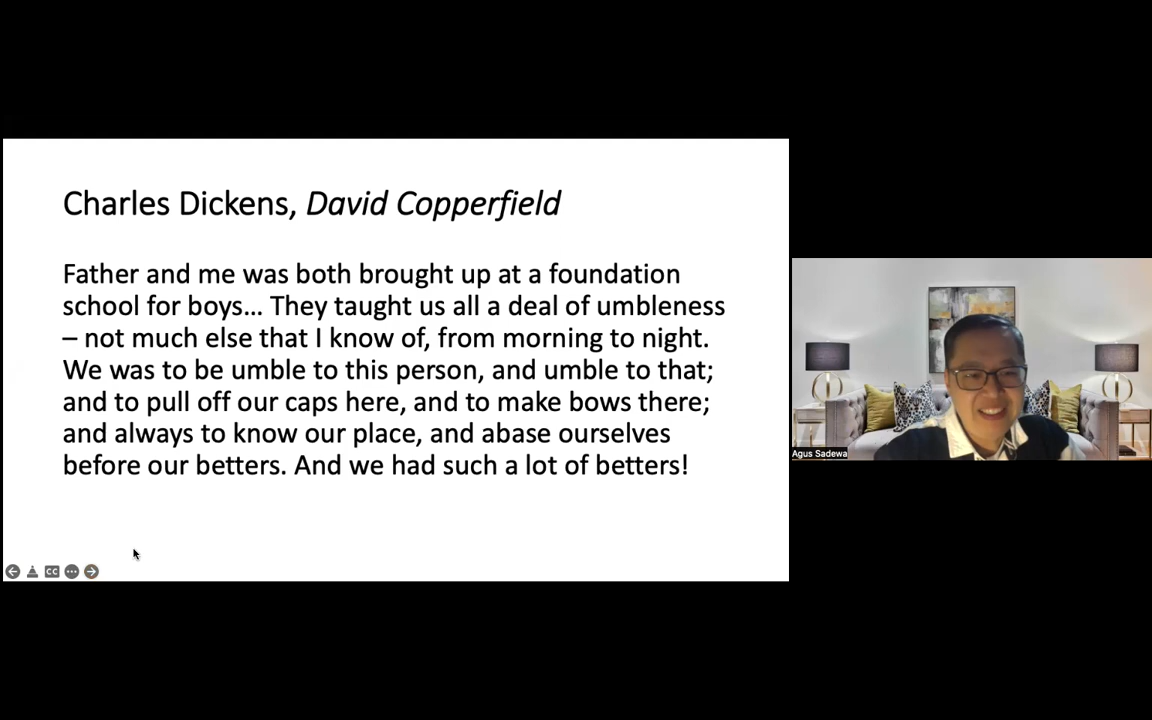 Charles Dickens, David Copperfield
Father and me was both brought up at a foundation
school for boys... They taught us all a deal of umbleness
– not much else that I know of, from morning to night.
We was to be umble to this person, and umble to that;
and to pull off our caps here, and to make bows there;
and always to know our place, and abase ourselves
before our betters. And we had such a lot of betters!
CC
Agus Sadewa